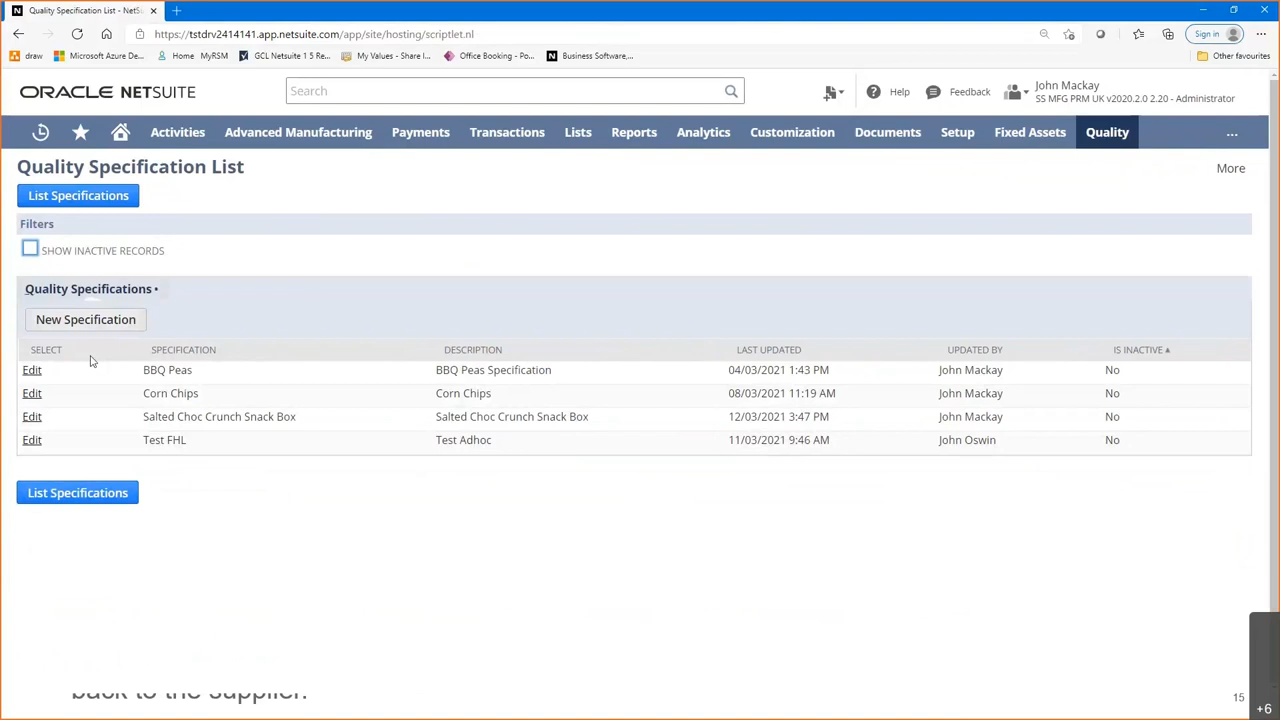 Quality Specification List - NetS
https://tstdrv2414141.app.netsuite.com/app/site/hosting/scriptlet.nl
Sign in
draw
Microsoft Azure De...
Home
MyRSM
GCL Netsuite 1 5 Re...
My Values - Share I...
Office Booking - Po...
Business Software,...
Other favourites
ORACLE NETSUITE
Search
Help
Feedback
John Mackay
SS MFG PRM UK v2020.2.0 2.20 - Administrator
Activities
Advanced Manufacturing
Payments
Transactions
Lists
Reports
Analytics
Customization
Documents
Setup
Fixed Assets
Quality
...
Quality Specification List
More
List Specifications
Filters
SHOW INACTIVE RECORDS
Quality Specifications •
New Specification
SELECT SPECIFICATION DESCRIPTION LAST UPDATED UPDATED BY IS INACTIVE ▲
Edit BBQ Peas BBQ Peas Specification 04/03/2021 1:43 PM John Mackay No
Edit Corn Chips Corn Chips 08/03/2021 11:19 AM John Mackay No
Edit Salted Choc Crunch Snack Box Salted Choc Crunch Snack Box 12/03/2021 3:47 PM John Mackay No
Edit Test FHL Test Adhoc 11/03/2021 9:46 AM John Oswin No
List Specifications
back to the supplier.
15
+6